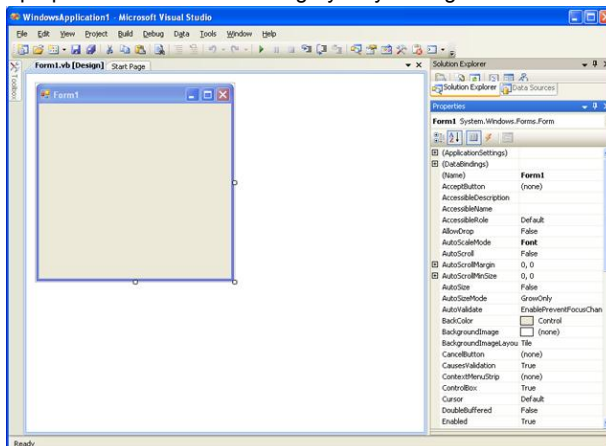 WindowsApplication1 - Microsoft Visual Studio
File Edit View Project Build Debug Data Tools Window Help
Form1.vb [Design] Start Page
Toolbox
Form1
Solution Explorer
Solution Explorer Data Sources
Properties
Form1 System.Windows.Forms.Form
(ApplicationSettings)
(DataBindings)
(Name) Form1
AcceptButton (none)
AccessibleDescription
AccessibleName
AccessibleRole Default
AllowDrop False
AutoScaleMode Font
AutoScroll False
AutoScrollMargin 0, 0
AutoScrollMinSize 0, 0
AutoSize False
AutoSizeMode GrowOnly
AutoValidate EnablePreventFocusChan
BackColor Control
BackgroundImage (none)
BackgroundImageLayou Tile
CancelButton (none)
CausesValidation True
ContextMenuStrip (none)
ControlBox True
Cursor Default
DoubleBuffered False
Enabled True
Ready